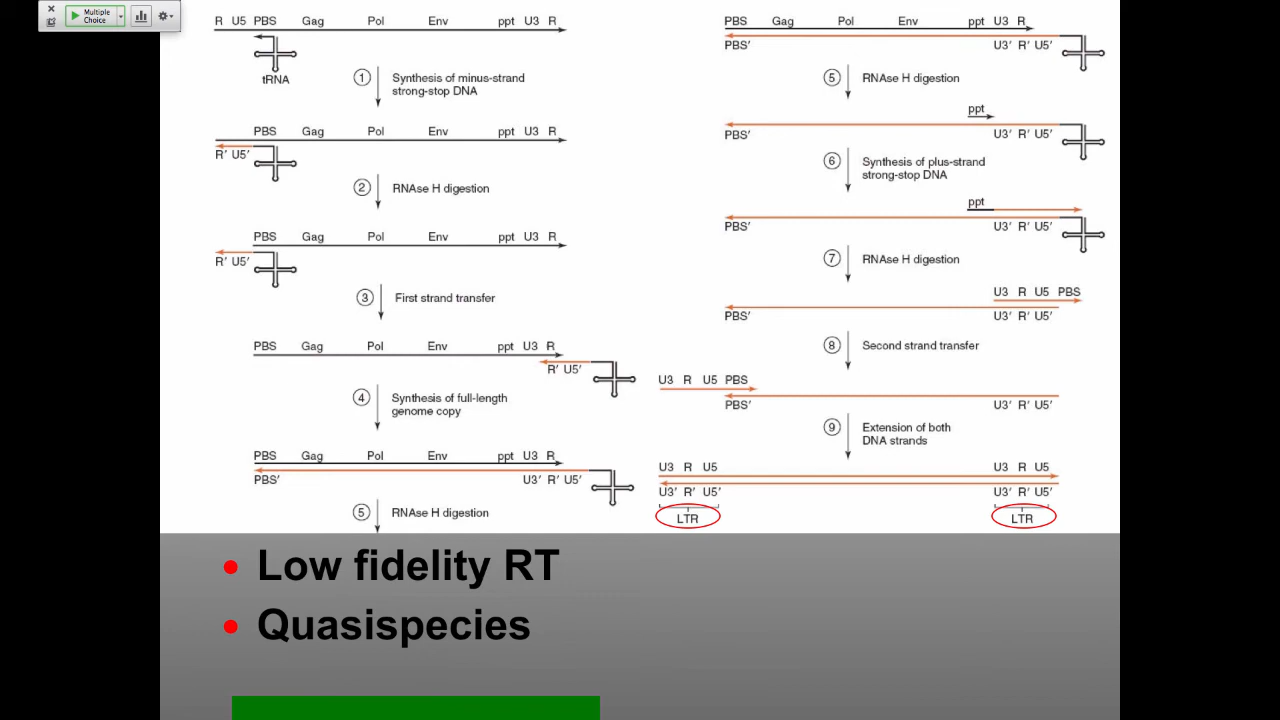 Multiple
Choice
R U5 PBS Gag Pol Env ppt U3 R
tRNA
1 Synthesis of minus-strand
strong-stop DNA
PBS Gag Pol Env ppt U3 R
R' U5'
2 RNAse H digestion
PBS Gag Pol Env ppt U3 R
R' U5'
3 First strand transfer
PBS Gag Pol Env ppt U3 R
R' U5'
4 Synthesis of full-length
genome copy
PBS Gag Pol Env ppt U3 R
PBS' U3' R' U5'
5 RNAse H digestion
PBS Gag Pol Env ppt U3 R
PBS' U3' R' U5'
5 RNAse H digestion
ppt
PBS' U3' R' U5'
6 Synthesis of plus-strand
strong-stop DNA
ppt
PBS' U3' R' U5'
7 RNAse H digestion
U3 R U5 PBS
PBS' U3' R' U5'
8 Second strand transfer
U3 R U5 PBS
PBS' U3' R' U5'
9 Extension of both
DNA strands
U3 R U5 U3 R U5
U3' R' U5' U3' R' U5'
LTR LTR
• Low fidelity RT
• Quasispecies